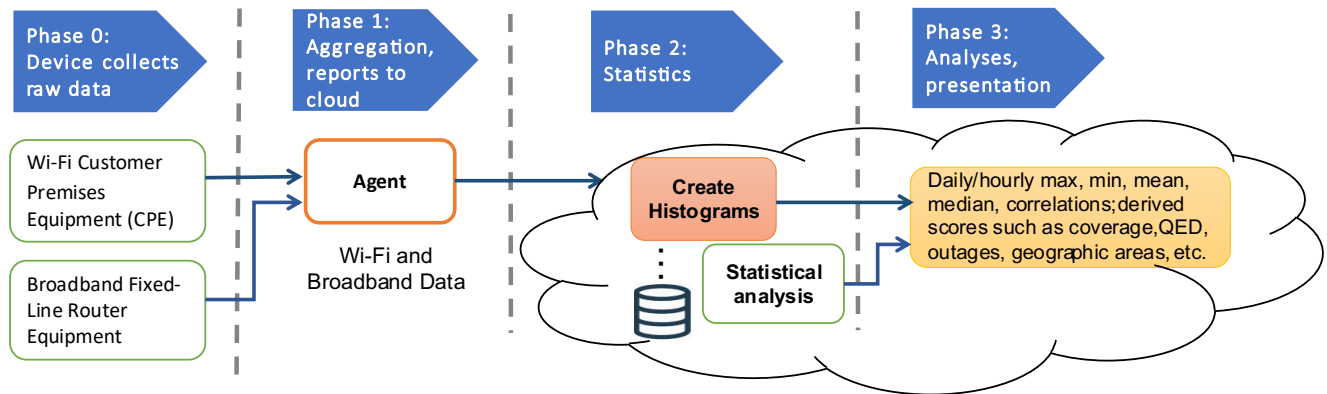 Phase 0:
Device collects
raw data
Phase 1:
Aggregation,
reports to
cloud
Phase 2:
Statistics
Phase 3:
Analyses,
presentation
Wi-Fi Customer
Premises
Equipment (CPE)
Broadband Fixed-
Line Router
Equipment
Agent
Wi-Fi and
Broadband Data
Create
Histograms
Statistical
analysis
Daily/hourly max, min, mean,
median, correlations;derived
scores such as coverage,QED,
outages, geographic areas, etc.